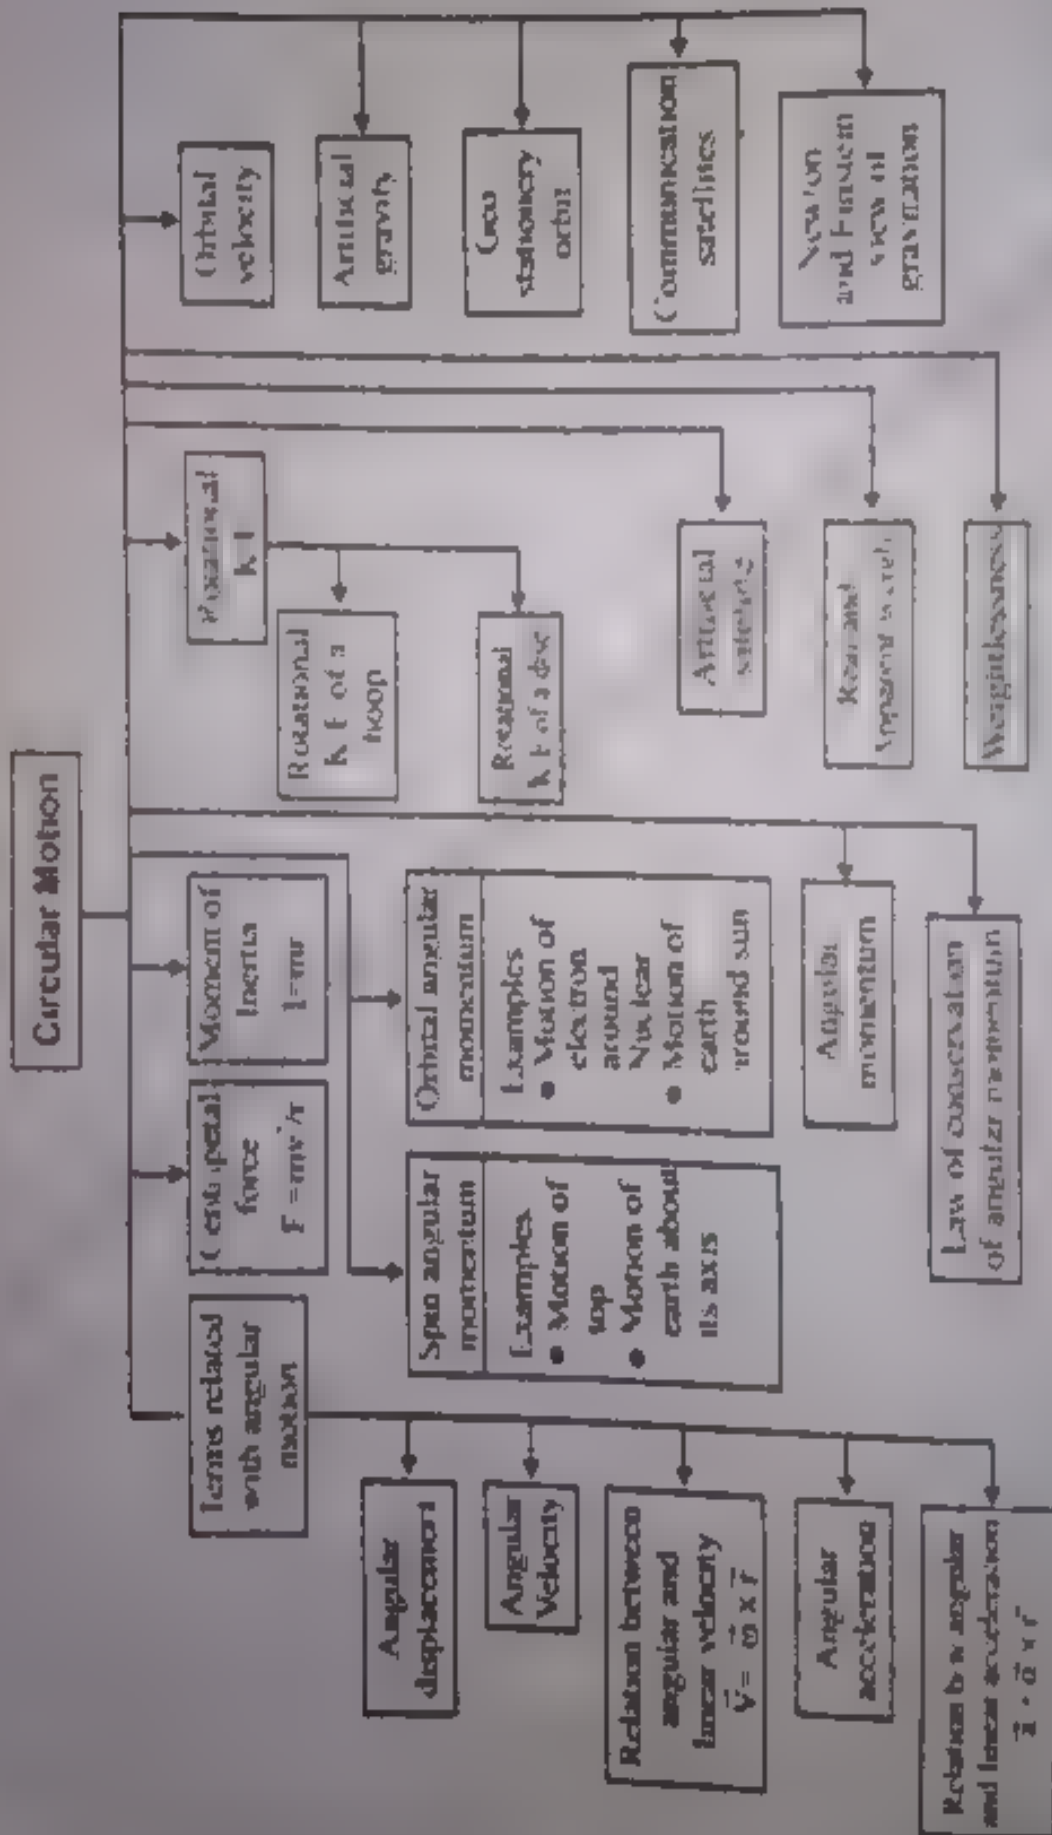 Circular Motion
Terms related
with angular
motion
Angular
displacement
Angular
Velocity
Relation between
angular and
linear velocity
V⃗ = ω⃗ x r⃗
Angular
acceleration
Relation angular
and linear acceleration
force
F = mv²/r
Moment of
Inertia
Spin angular
momentum
Examples
● Motion of
top
● Motion of
earth about
its axis
Orbital angular
momentum
Examples
● Motion of
electron
around
Nuclear
● Motion of
earth
around sun
Angular
momentum
Law of conservation
of angular momentum
Rotational
K.E
Rotational
K.E of a
hoop
Rotational
K.E of a disc
Artificial
satellite
Real and
apparent weight
Weightlessness
Orbital
velocity
Artificial
gravity
Geo
stationery
orbit
Communication
satellites
Newton
and Einstein
view of
gravitation